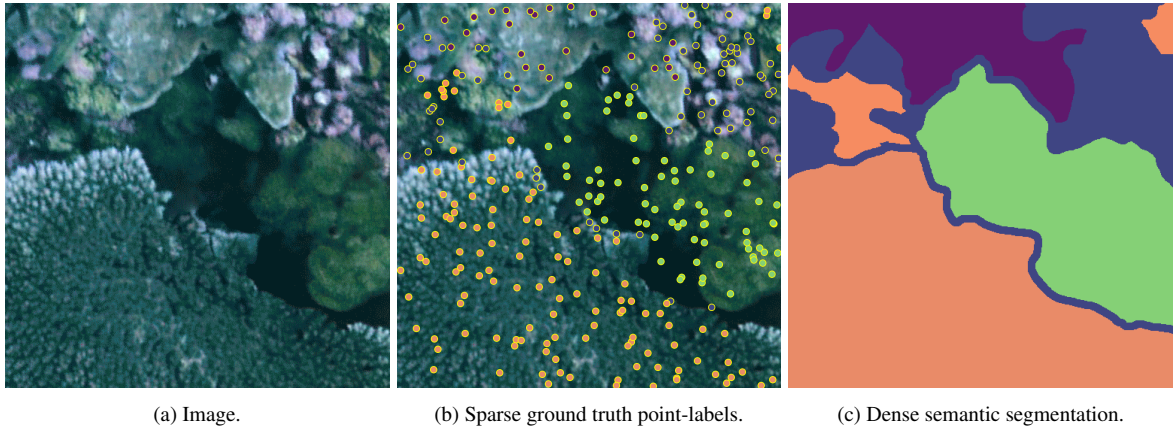 (a) Image.
(b) Sparse ground truth point-labels.
(c) Dense semantic segmentation.